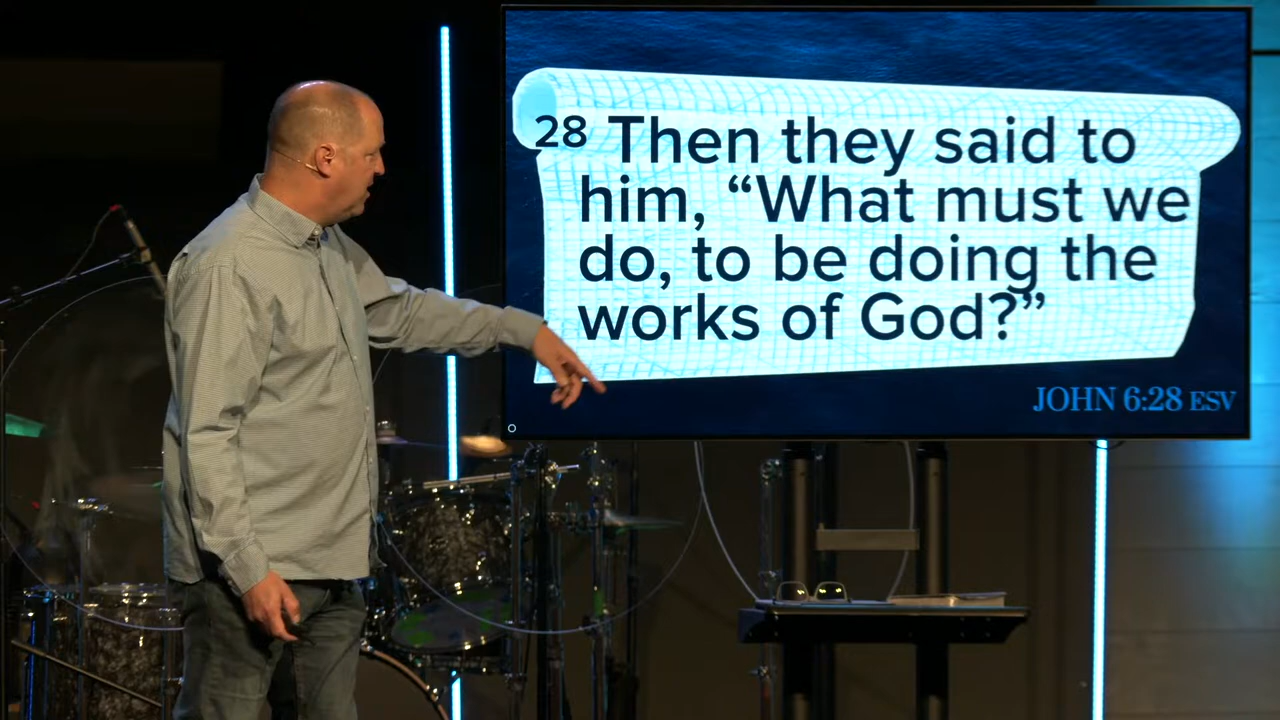 28 Then they said to
him, “What must we
do, to be doing the
works of God?”
JOHN 6:28 ESV